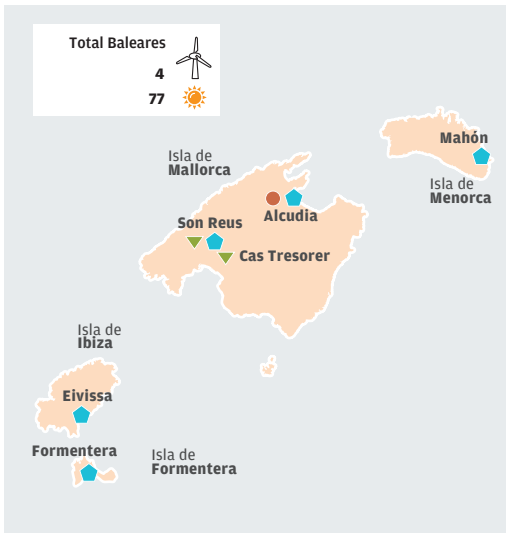 Total Baleares
4
77
Mahón
Isla de
Mallorca
Isla de
Menorca
Alcudia
Son Reus
Cas Tresorer
Isla de
Ibiza
Eivissa
Formentera
Isla de
Formentera